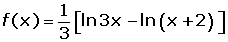 f(x) = 1/3 [ln 3x − ln (x + 2)]